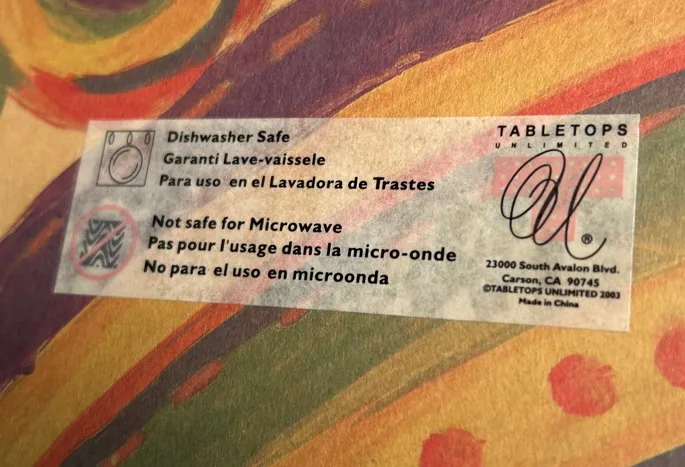 Dishwasher Safe
Garanti Lave-vaissele
Para uso en el Lavadora de Trastes
Not safe for Microwave
Pas pour l'usage dans la micro-onde
No para el uso en microonda
TABLETOPS
UNLIMITED
®
23000 South Avalon Blvd.
Carson, CA 90745
©TABLETOPS UNLIMITED 2003
Made in China